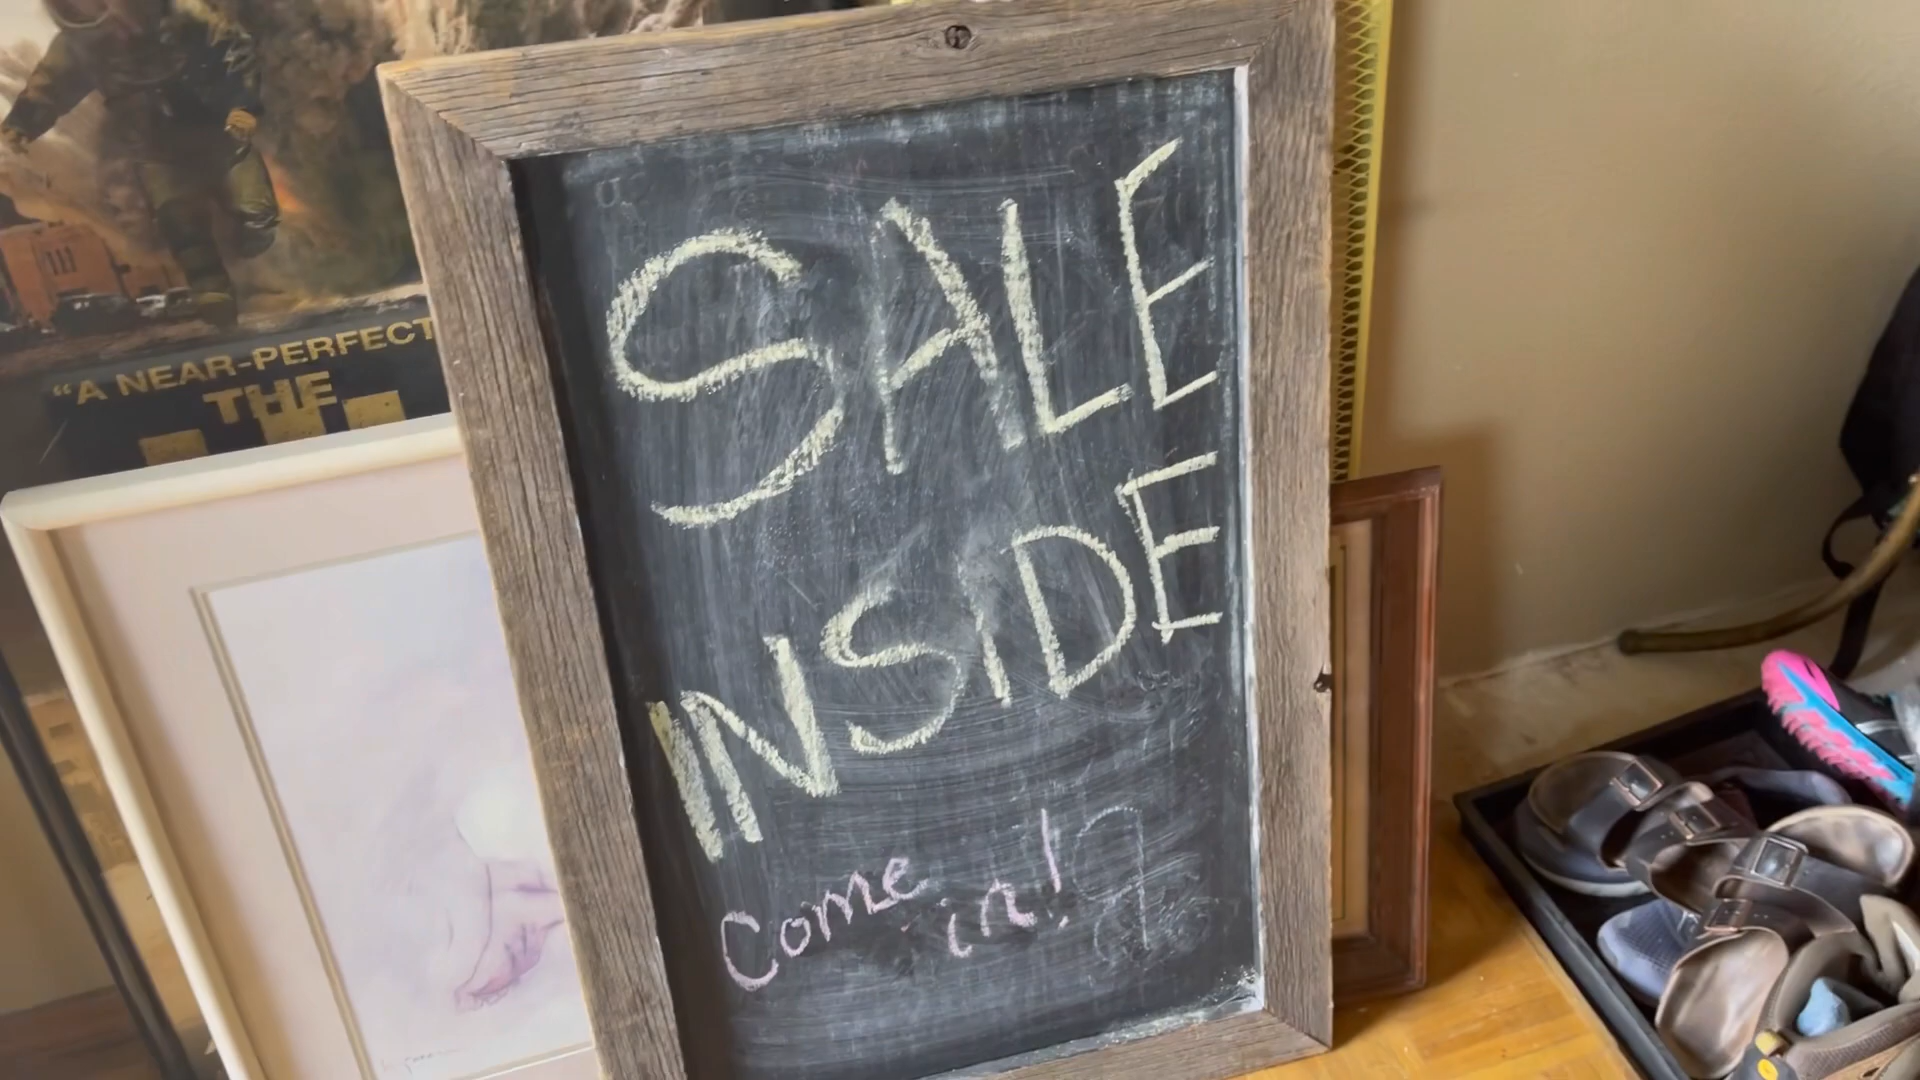 "A NEAR-PERFECT
THE
SALE
INSIDE
Come
in!